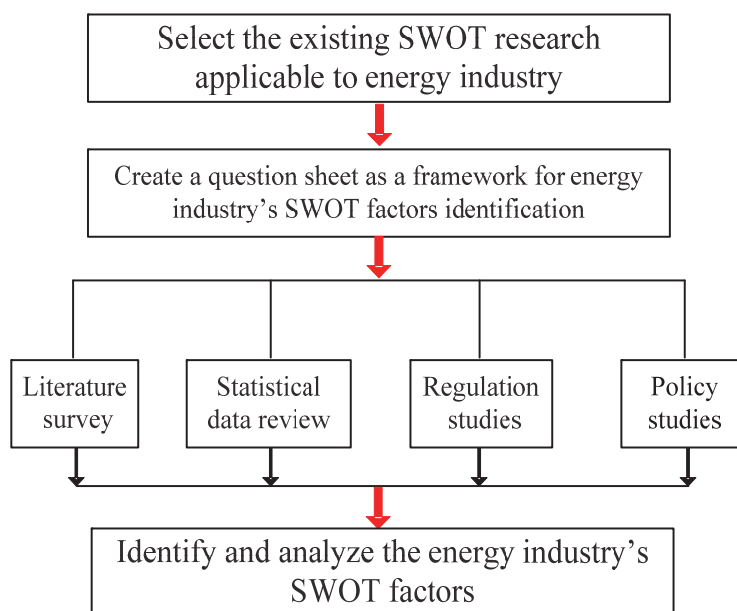 Select the existing SWOT research
applicable to energy industry
Create a question sheet as a framework for energy
industry's SWOT factors identification
Literature
survey
Statistical
data review
Regulation
studies
Policy
studies
Identify and analyze the energy industry's
SWOT factors